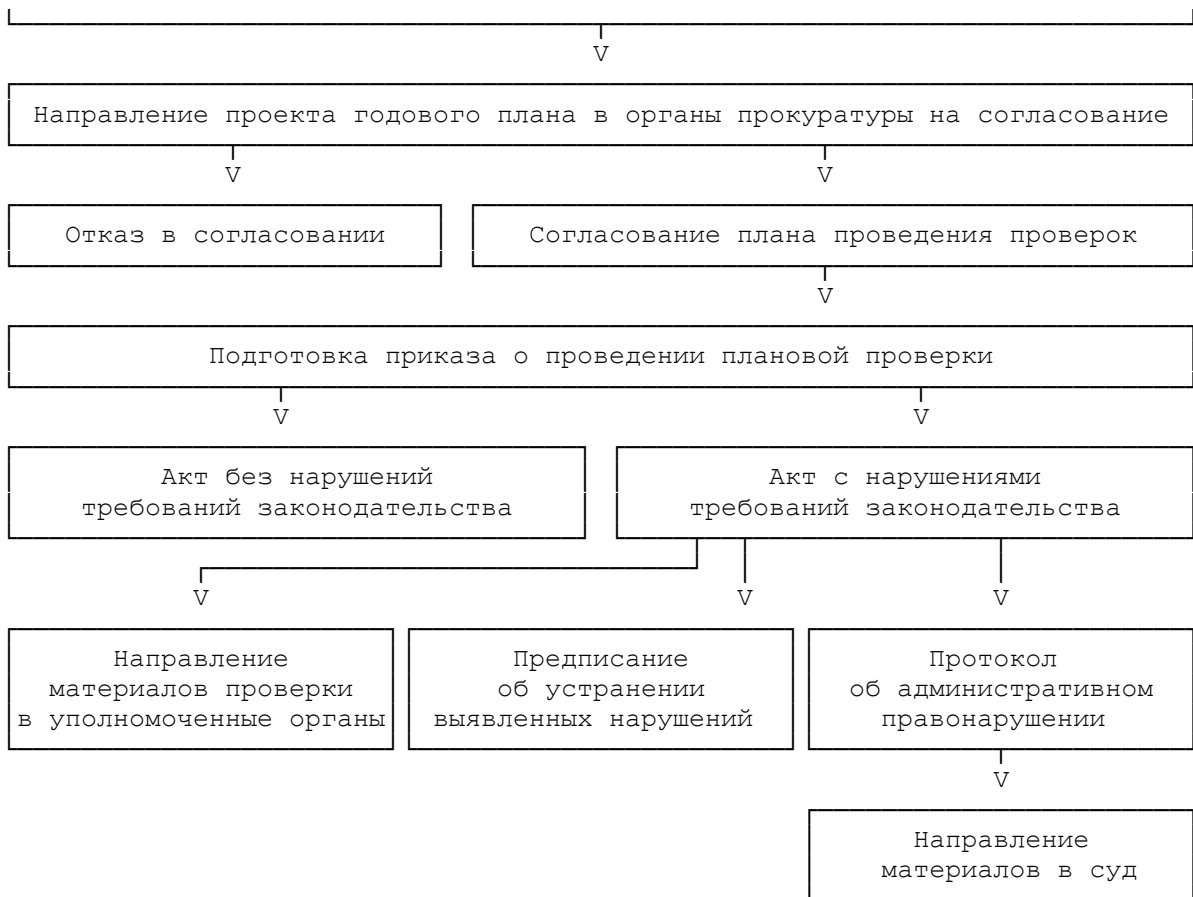 V
Направление проекта годового плана в органы прокуратуры на согласование
V V
Отказ в согласовании
Согласование плана проведения проверок
V
Подготовка приказа о проведении плановой проверки
V V
Акт без нарушений
требований законодательства
Акт с нарушениями
требований законодательства
V V V
Направление
материалов проверки
в уполномоченные органы
Предписание
об устранении
выявленных нарушений
Протокол
об административном
правонарушении
V
Направление
материалов в суд